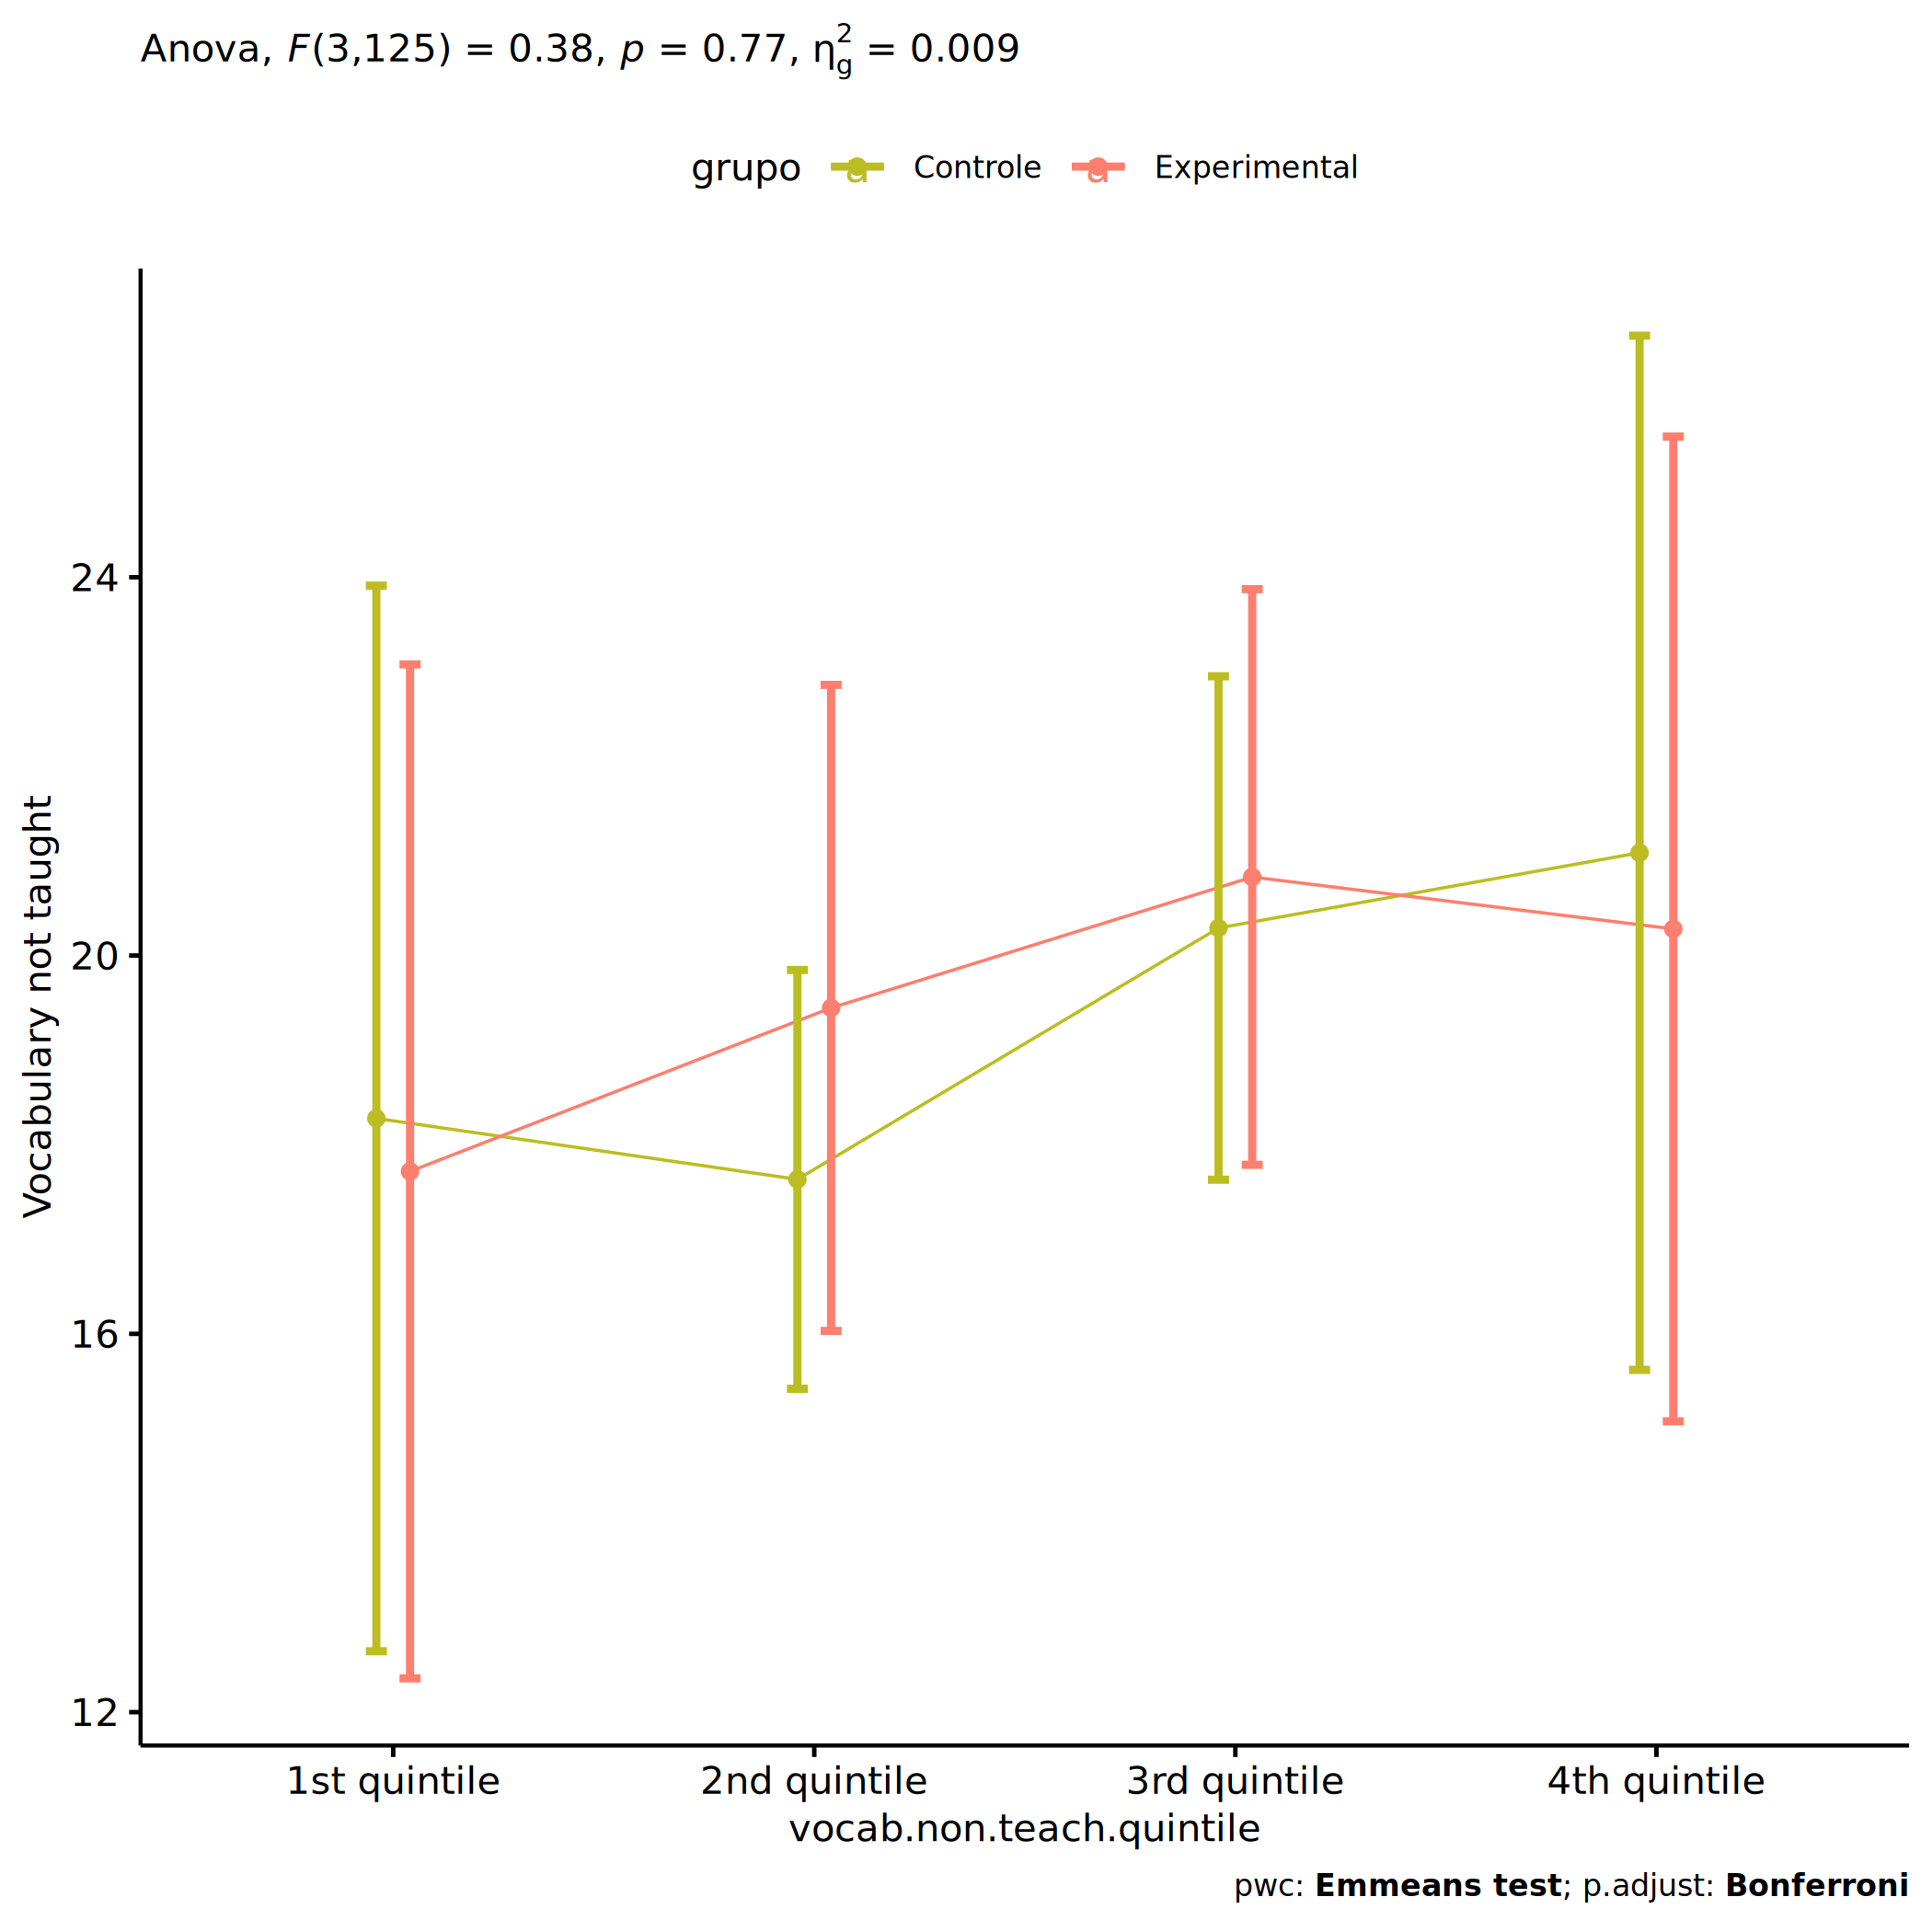 Anova, F(3,125) = 0.38, p = 0.77, η²g = 0.009
grupo Controle Experimental
Vocabulary not taught
24
20
16
12
1st quintile 2nd quintile 3rd quintile 4th quintile
vocab.non.teach.quintile
pwc: Emmeans test; p.adjust: Bonferroni